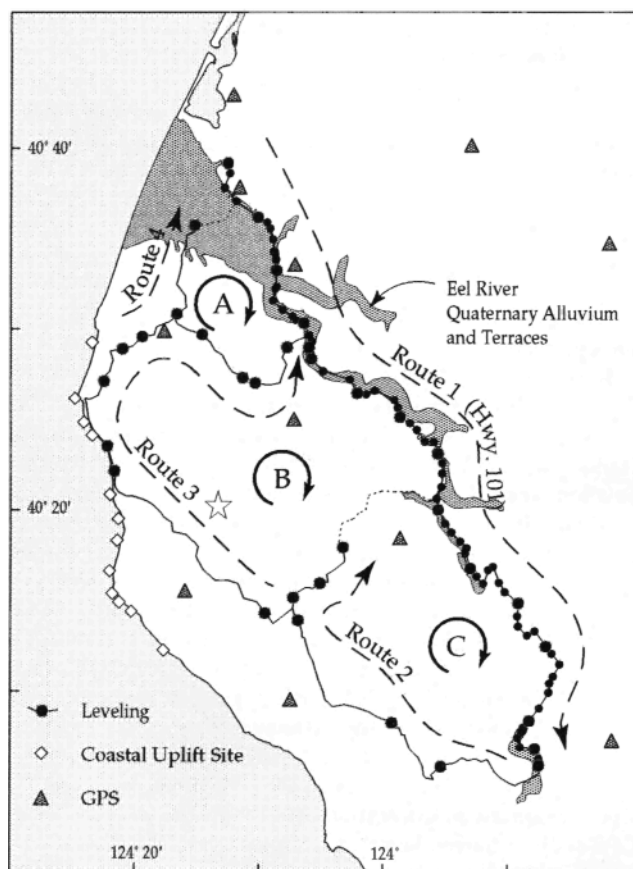 40° 40'
Route 4
A
Eel River
Quaternary Alluvium
and Terraces
Route 1 (Hwy. 101)
B
Route 3
40° 20'
C
Route 2
Leveling
Coastal Uplift Site
GPS
124° 20'
124°